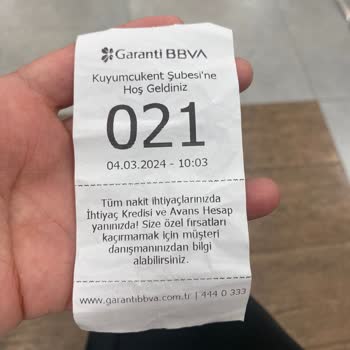 Garanti BBVA
Kuyumcukent Şubesi'ne
Hoş Geldiniz
021
04.03.2024 - 10:03
Tüm nakit ihtiyaçlarınızda
İhtiyaç Kredisi ve Avans Hesap
yanınızda! Size özel fırsatları
kaçırmamak için müşteri
danışmanınızdan bilgi
alabilirsiniz.
www.garantibbva.com.tr | 444 0 333